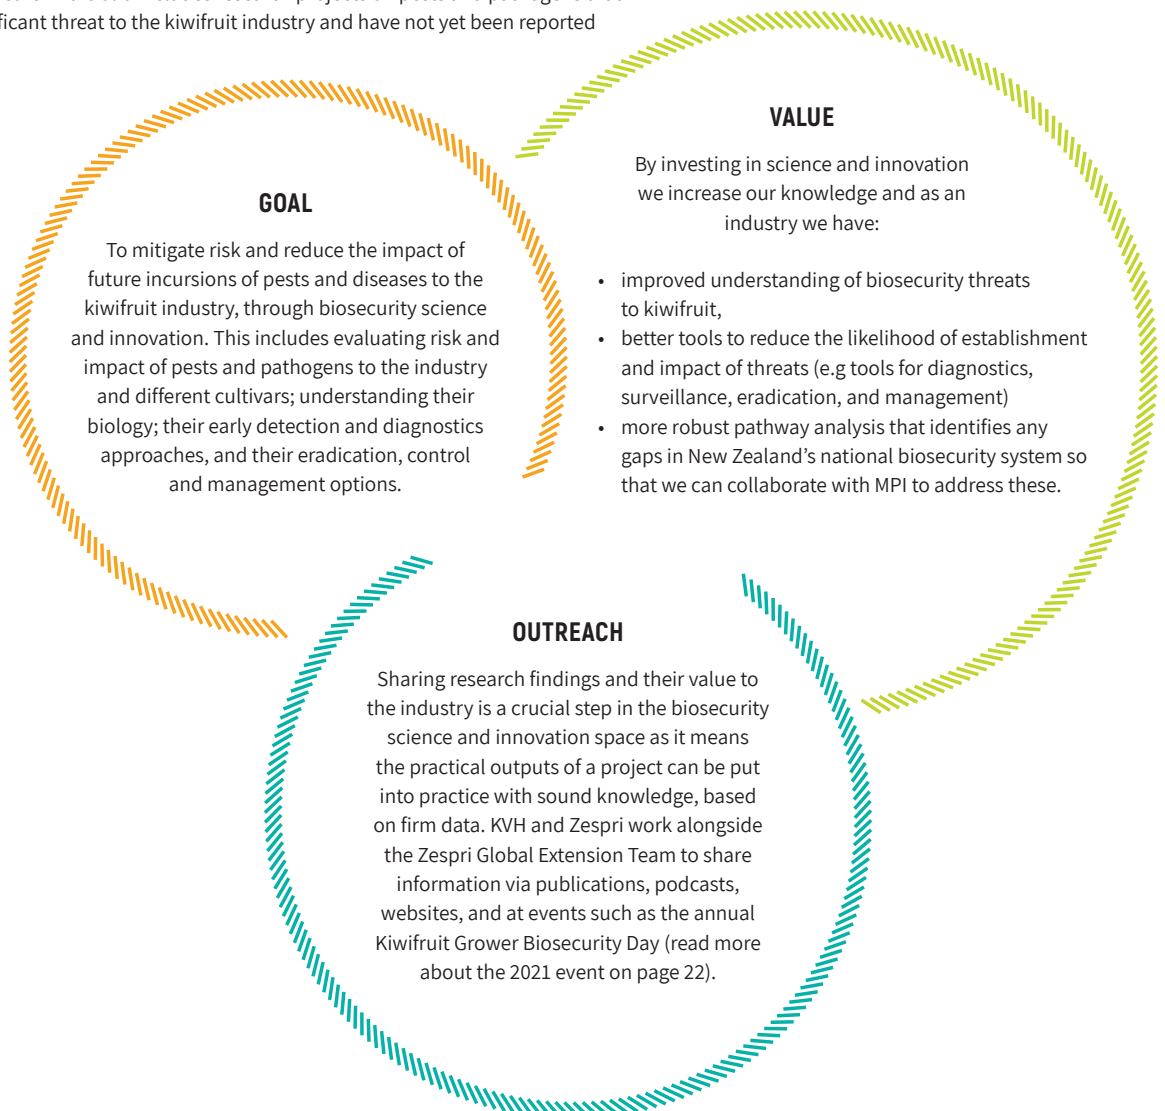 ficant threat to the kiwifruit industry and have not yet been reported
GOAL
To mitigate risk and reduce the impact of
future incursions of pests and diseases to the
kiwifruit industry, through biosecurity science
and innovation. This includes evaluating risk and
impact of pests and pathogens to the industry
and different cultivars; understanding their
biology; their early detection and diagnostics
approaches, and their eradication, control
and management options.
VALUE
By investing in science and innovation
we increase our knowledge and as an
industry we have:
• improved understanding of biosecurity threats
to kiwifruit,
• better tools to reduce the likelihood of establishment
and impact of threats (e.g tools for diagnostics,
surveillance, eradication, and management)
• more robust pathway analysis that identifies any
gaps in New Zealand's national biosecurity system so
that we can collaborate with MPI to address these.
OUTREACH
Sharing research findings and their value to
the industry is a crucial step in the biosecurity
science and innovation space as it means
the practical outputs of a project can be put
into practice with sound knowledge, based
on firm data. KVH and Zespri work alongside
the Zespri Global Extension Team to share
information via publications, podcasts,
websites, and at events such as the annual
Kiwifruit Grower Biosecurity Day (read more
about the 2021 event on page 22).